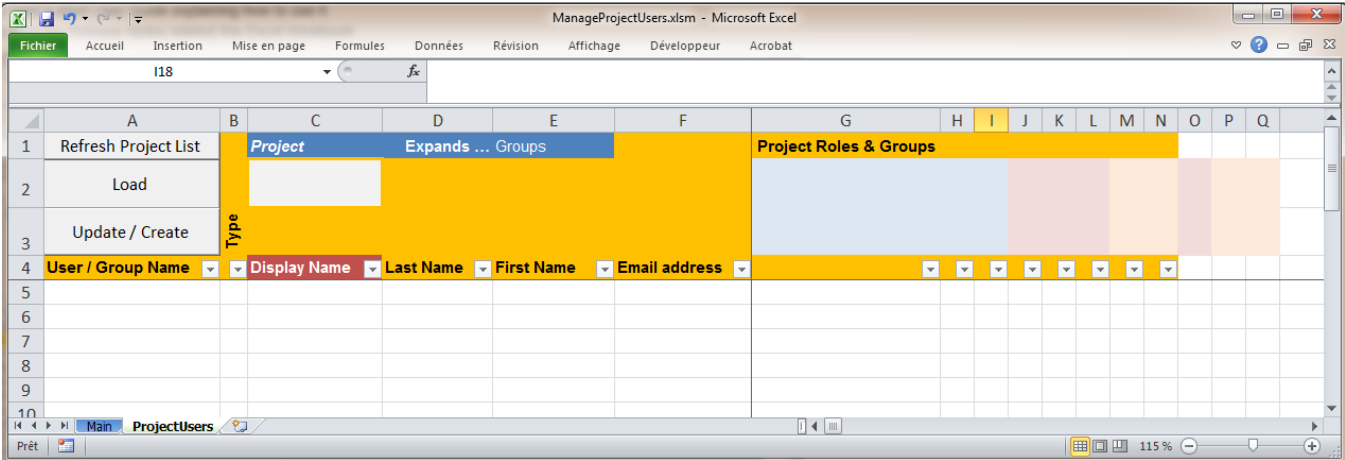 ManageProjectUsers.xlsm - Microsoft Excel
Fichier Accueil Insertion Mise en page Formules Données Révision Affichage Développeur Acrobat
I18 fx
A B C D E F G H I J K L M N O P Q
1 Refresh Project List Project Expands ... Groups Project Roles & Groups
2 Load
3 Update / Create Type
4 User / Group Name Display Name Last Name First Name Email address
5
6
7
8
9
10
Main ProjectUsers
Prêt 115 %